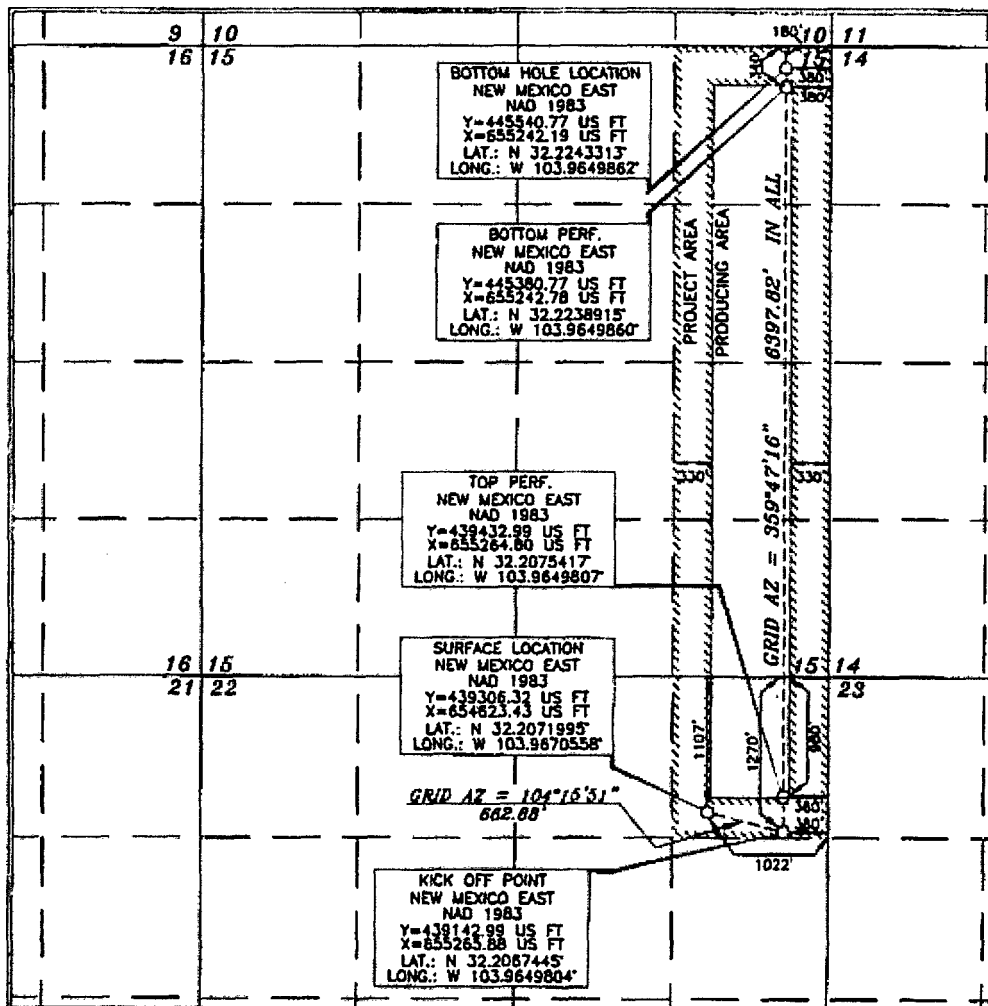 180'
9 10
10 11
16 15
15 14
340'
380'
380'
BOTTOM HOLE LOCATION
NEW MEXICO EAST
NAD 1983
Y=445540.77 US FT
X=655242.19 US FT
LAT.: N 32.2243313°
LONG.: W 103.9649862°
BOTTOM PERF.
NEW MEXICO EAST
NAD 1983
Y=445380.77 US FT
X=655242.78 US FT
LAT.: N 32.2238915°
LONG.: W 103.9649860°
PROJECT AREA
PRODUCING AREA
GRID AZ = 359°47'16" 6397.82' IN ALL
330'
330'
TOP PERF.
NEW MEXICO EAST
NAD 1983
Y=439432.99 US FT
X=655264.80 US FT
LAT.: N 32.2075417°
LONG.: W 103.9649807°
16 15
15 14
21 22
23
SURFACE LOCATION
NEW MEXICO EAST
NAD 1983
Y=439306.32 US FT
X=654623.43 US FT
LAT.: N 32.2071995°
LONG.: W 103.9670558°
1107'
1270'
980'
GRID AZ = 104°15'51"
662.88'
380'
380'
1022'
KICK OFF POINT
NEW MEXICO EAST
NAD 1983
Y=439142.99 US FT
X=655265.88 US FT
LAT.: N 32.2067445°
LONG.: W 103.9649804°